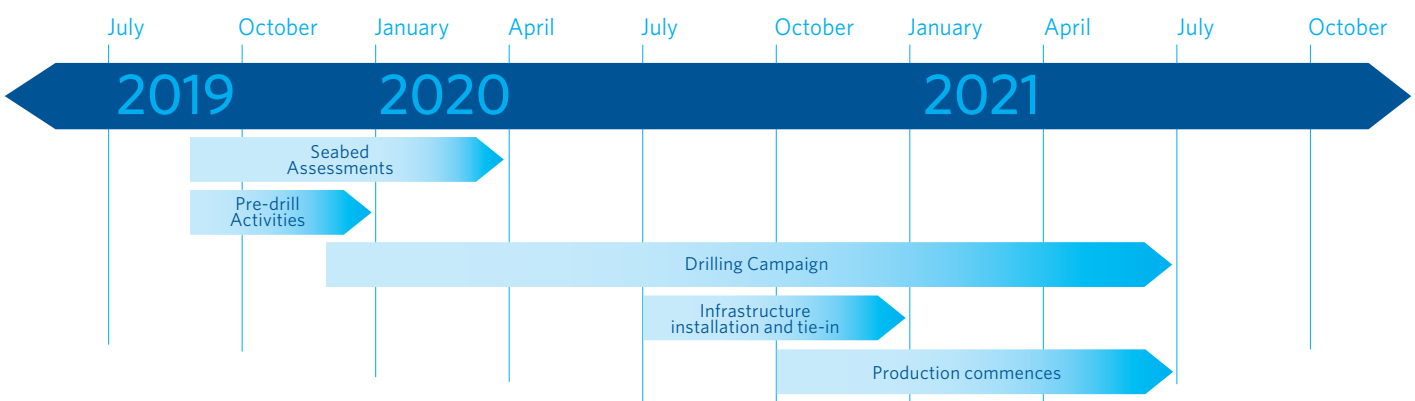 July October January April July October January April July October
2019 2020 2021
Seabed
Assessments
Pre-drill
Activities
Drilling Campaign
Infrastructure
installation and tie-in
Production commences